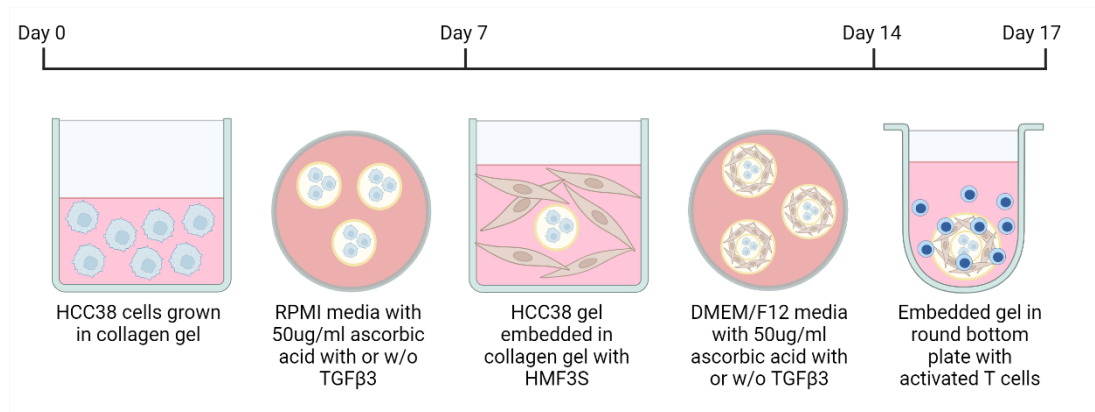 Day 0
Day 7
Day 14
Day 17
HCC38 cells grown
in collagen gel
RPMI media with
50ug/ml ascorbic
acid with or w/o
TGFβ3
HCC38 gel
embedded in
collagen gel with
HMF3S
DMEM/F12 media
with 50ug/ml
ascorbic acid with
or w/o TGFβ3
Embedded gel in
round bottom
plate with
activated T cells